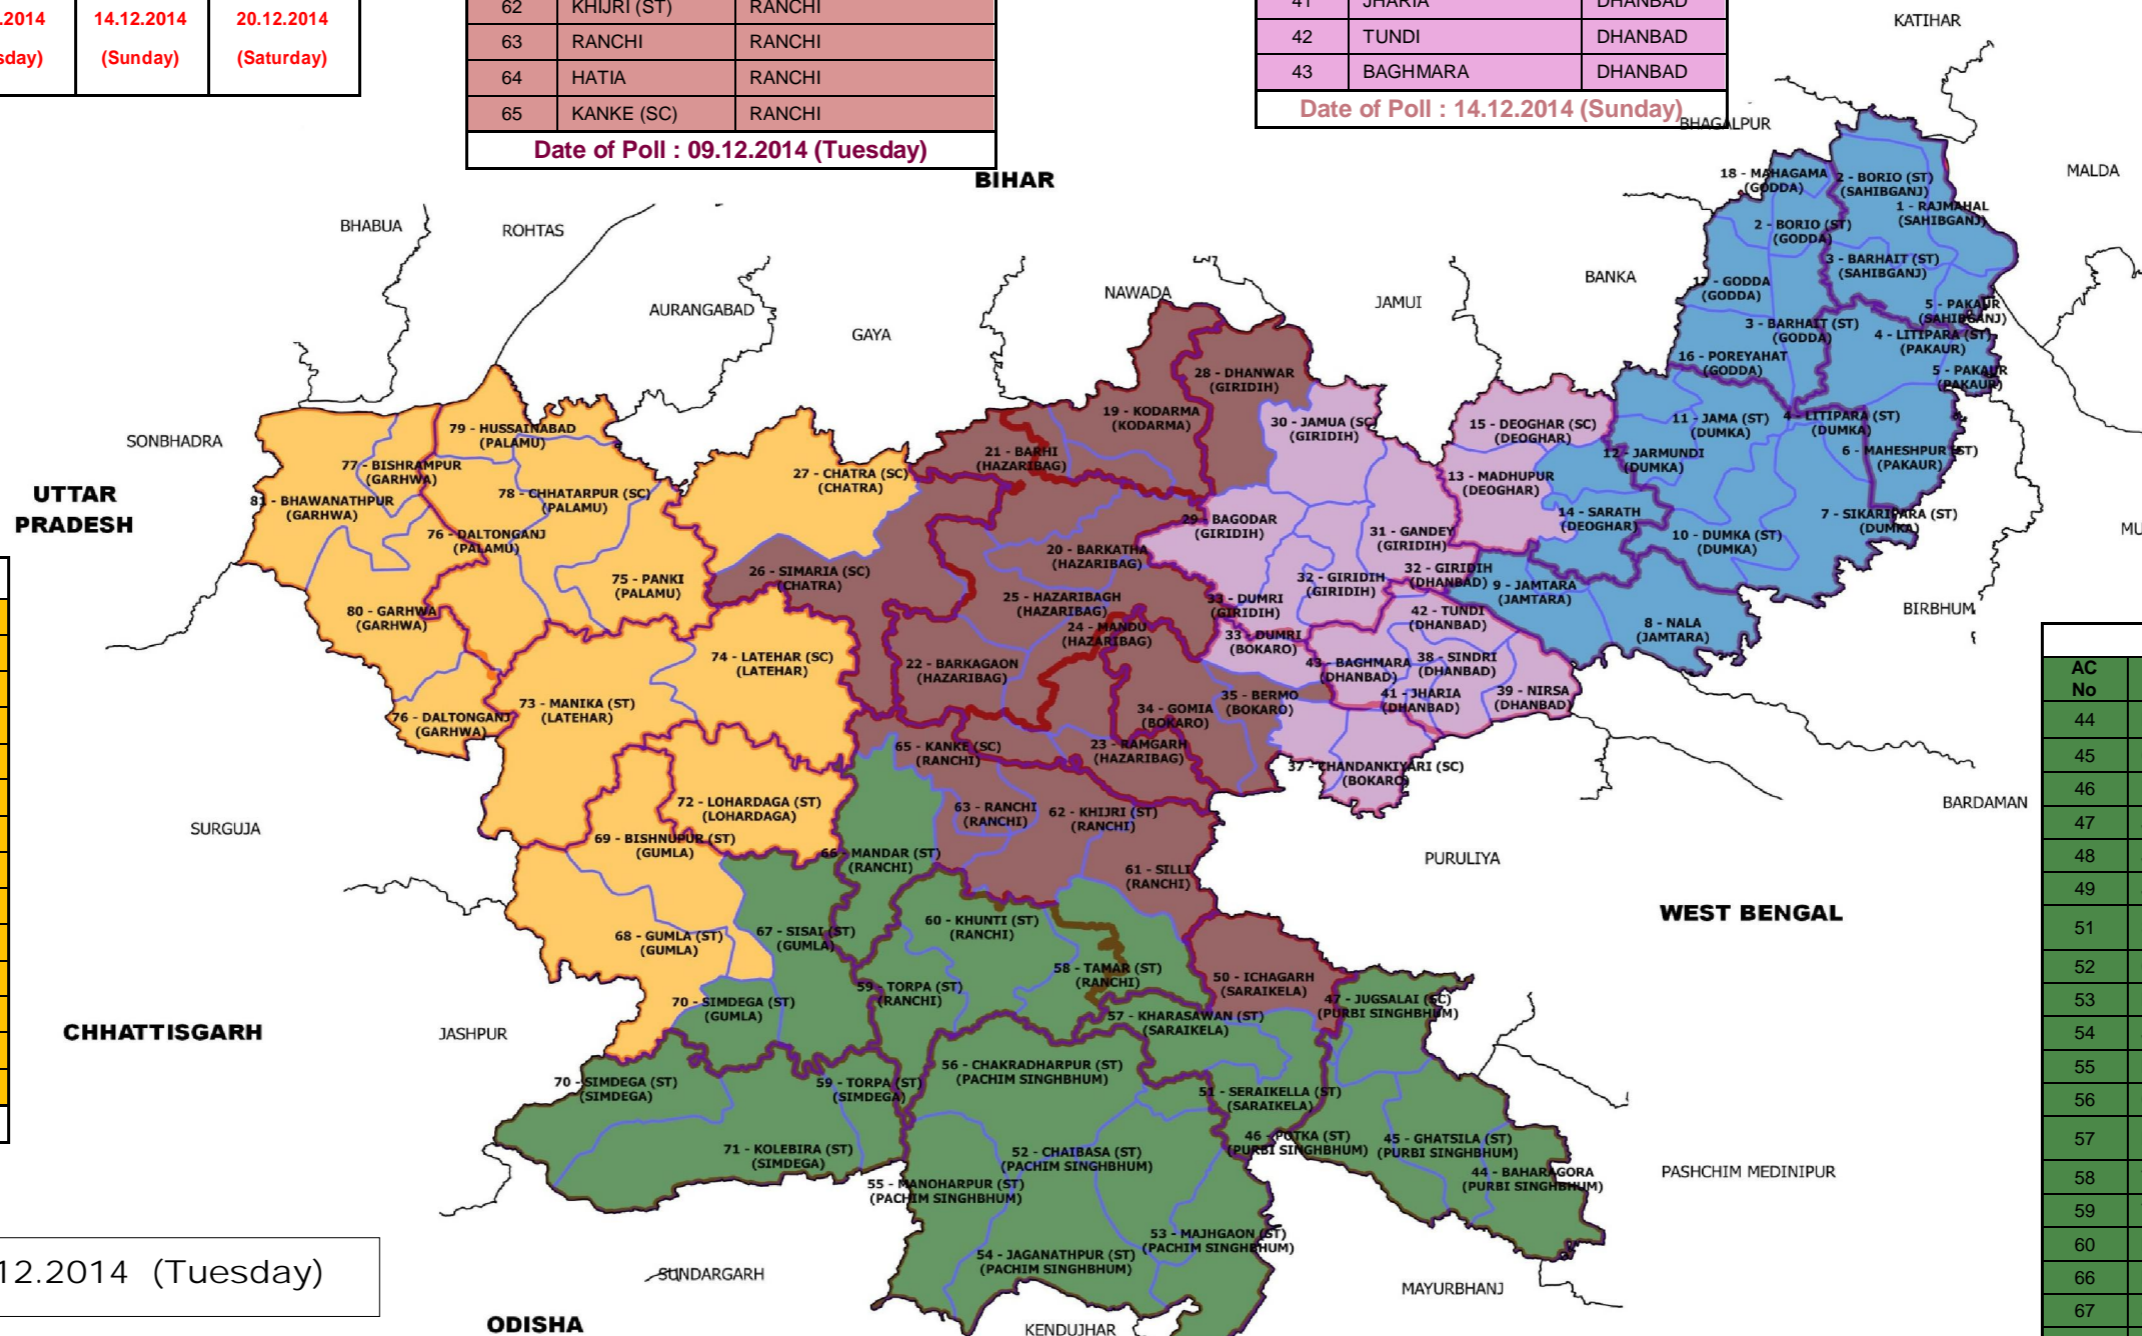 .2014
14.12.2014
20.12.2014
sday)
(Sunday)
(Saturday)
62 KHIJRI (ST) RANCHI
63 RANCHI RANCHI
64 HATIA RANCHI
65 KANKE (SC) RANCHI
Date of Poll : 09.12.2014 (Tuesday)
41 JHARIA DHANBAD
42 TUNDI DHANBAD
43 BAGHMARA DHANBAD
Date of Poll : 14.12.2014 (Sunday)
KATIHAR
BHAGALPUR
MALDA
BIHAR
BHABUA
ROHTAS
AURANGABAD
GAYA
NAWADA
JAMUI
BANKA
SONBHADRA
UTTAR
PRADESH
SURGUJA
CHHATTISGARH
JASHPUR
SUNDARGARH
ODISHA
KENDUJHAR
MAYURBHANJ
PASHCHIM MEDINIPUR
WEST BENGAL
PURULIYA
BARDAMAN
BIRBHUM
MU
18 - MAHAGAMA
(GODDA)
2 - BORIO (ST)
(SAHIBGANJ)
1 - RAJMAHAL
(SAHIBGANJ)
2 - BORIO (ST)
(GODDA)
3 - BARHAIT (ST)
(SAHIBGANJ)
17 - GODDA
(GODDA)
5 - PAKAUR
(SAHIBGANJ)
3 - BARHAIT (ST)
(GODDA)
4 - LITIPARA (ST)
(PAKAUR)
16 - POREYAHAT
(GODDA)
5 - PAKAUR
(PAKAUR)
11 - JAMA (ST)
(DUMKA)
4 - LITIPARA (ST)
(DUMKA)
12 - JARMUNDI
(DUMKA)
6 - MAHESHPUR (ST)
(PAKAUR)
7 - SIKARIPARA (ST)
(DUMKA)
10 - DUMKA (ST)
(DUMKA)
15 - DEOGHAR (SC)
(DEOGHAR)
13 - MADHUPUR
(DEOGHAR)
14 - SARATH
(DEOGHAR)
9 - JAMTARA
(JAMTARA)
8 - NALA
(JAMTARA)
28 - DHANWAR
(GIRIDIH)
19 - KODARMA
(KODARMA)
30 - JAMUA (SC)
(GIRIDIH)
21 - BARHI
(HAZARIBAG)
29 - BAGODAR
(GIRIDIH)
31 - GANDEY
(GIRIDIH)
20 - BARKATHA
(HAZARIBAG)
32 - GIRIDIH
(GIRIDIH)
32 - GIRIDIH
(DHANBAD)
25 - HAZARIBAGH
(HAZARIBAG)
33 - DUMRI
(GIRIDIH)
42 - TUNDI
(DHANBAD)
24 - MANDU
(HAZARIBAG)
33 - DUMRI
(BOKARO)
22 - BARKAGAON
(HAZARIBAG)
43 - BAGHMARA
(DHANBAD)
38 - SINDRI
(DHANBAD)
35 - BERMO
(BOKARO)
41 - JHARIA
(DHANBAD)
39 - NIRSA
(DHANBAD)
34 - GOMIA
(BOKARO)
23 - RAMGARH
(HAZARIBAG)
37 - CHANDANKIYARI (SC)
(BOKARO)
79 - HUSSAINABAD
(PALAMU)
77 - BISHRAMPUR
(GARHWA)
81 - BHAWANATHPUR
(GARHWA)
78 - CHHATARPUR (SC)
(PALAMU)
76 - DALTONGANJ
(PALAMU)
27 - CHATRA (SC)
(CHATRA)
75 - PANKI
(PALAMU)
26 - SIMARIA (SC)
(CHATRA)
80 - GARHWA
(GARHWA)
74 - LATEHAR (SC)
(LATEHAR)
73 - MANIKA (ST)
(LATEHAR)
76 - DALTONGANJ
(GARHWA)
65 - KANKE (SC)
(RANCHI)
72 - LOHARDAGA (ST)
(LOHARDAGA)
63 - RANCHI
(RANCHI)
62 - KHIJRI (ST)
(RANCHI)
69 - BISHNUPUR (ST)
(GUMLA)
66 - MANDAR (ST)
(RANCHI)
61 - SILLI
(RANCHI)
68 - GUMLA (ST)
(GUMLA)
67 - SISAI (ST)
(GUMLA)
60 - KHUNTI (ST)
(RANCHI)
58 - TAMAR (ST)
(RANCHI)
50 - ICHAGARH
(SARAIKELA)
59 - TORPA (ST)
(RANCHI)
70 - SIMDEGA (ST)
(GUMLA)
47 - JUGSALAI (SC)
(PURBI SINGHBHUM)
57 - KHARASAWAN (ST)
(SARAIKELA)
56 - CHAKRADHARPUR (ST)
(PACHIM SINGHBHUM)
70 - SIMDEGA (ST)
(SIMDEGA)
59 - TORPA (ST)
(SIMDEGA)
51 - SERAIKELLA (ST)
(SARAIKELA)
71 - KOLEBIRA (ST)
(SIMDEGA)
52 - CHAIBASA (ST)
(PACHIM SINGHBHUM)
46 - POTKA (ST)
(PURBI SINGHBHUM)
45 - GHATSILA (ST)
(PURBI SINGHBHUM)
44 - BAHARAGORA
(PURBI SINGHBHUM)
55 - MANOHARPUR (ST)
(PACHIM SINGHBHUM)
53 - MAJHGAON (ST)
(PACHIM SINGHBHUM)
54 - JAGANATHPUR (ST)
(PACHIM SINGHBHUM)
12.2014 (Tuesday)
AC
No
44
45
46
47
48
49
51
52
53
54
55
56
57
58
59
60
66
67